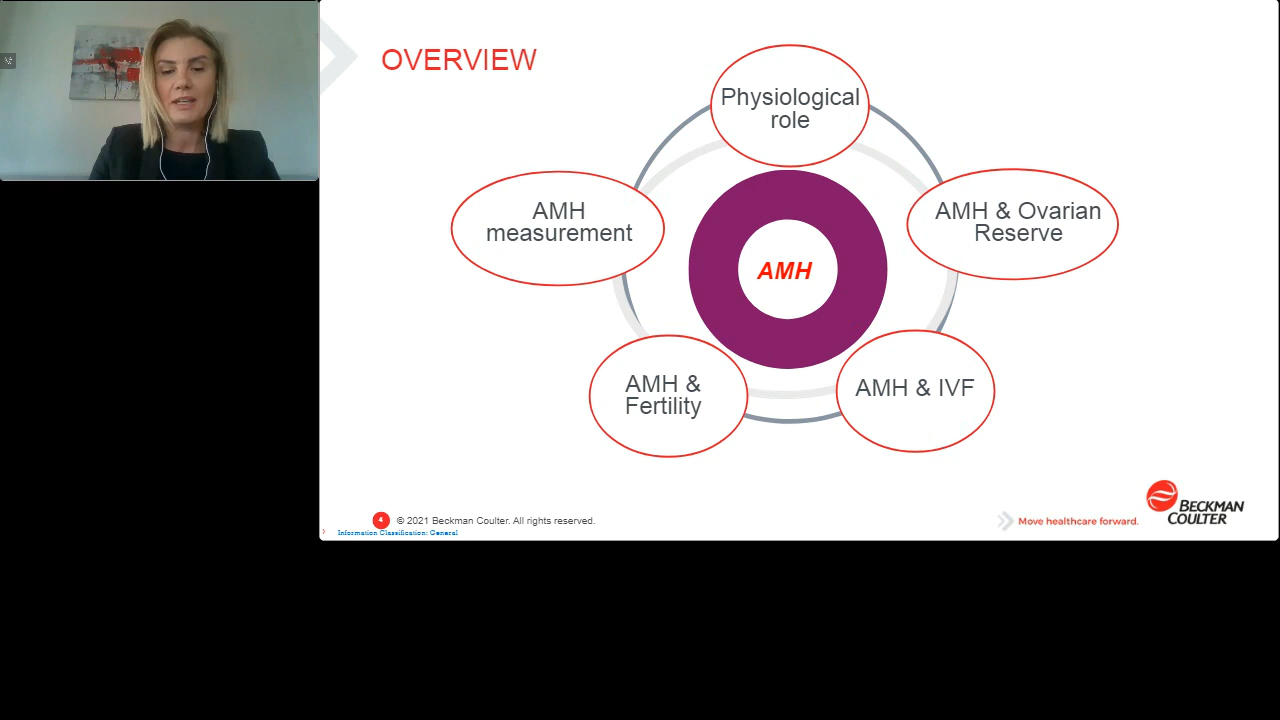 OVERVIEW
Physiological
role
AMH
measurement
AMH & Ovarian
Reserve
AMH
AMH &
Fertility
AMH & IVF
4
© 2021 Beckman Coulter. All rights reserved.
Information Classification: General
Move healthcare forward.
BECKMAN
COULTER